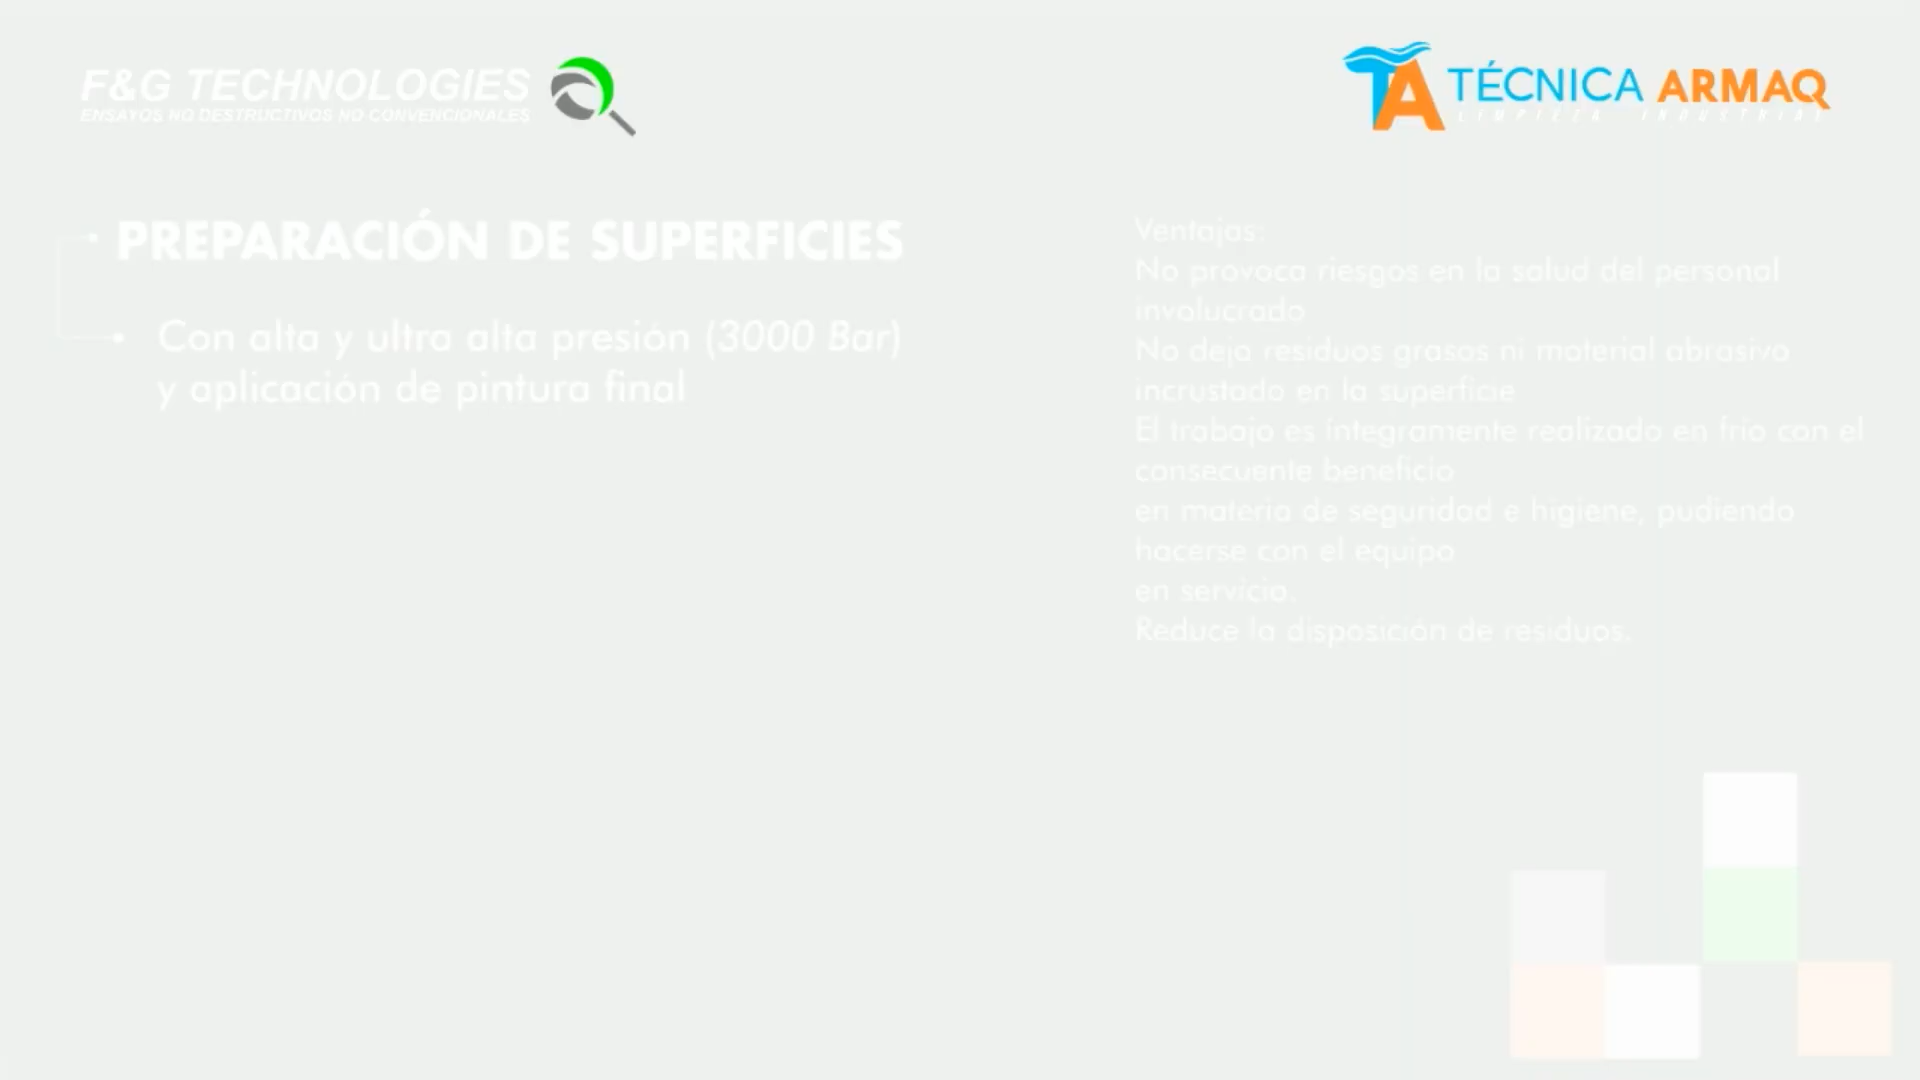 F&G TECHNOLOGIES
ENSAYOS NO DESTRUCTIVOS NO CONVENCIONALES
TA TÉCNICA ARMAQ
LIMPIEZA INDUSTRIAL
PREPARACIÓN DE SUPERFICIES
Con alta y ultra alta presión (3000 Bar)
y aplicación de pintura final
Ventajas:
No provoca riesgos en la salud del personal
involucrado
No deja residuos grasos ni material abrasivo
incrustado en la superficie
El trabajo es íntegramente realizado en frío con el
consecuente beneficio
en materia de seguridad e higiene, pudiendo
hacerse con el equipo
en servicio.
Reduce la disposición de residuos.